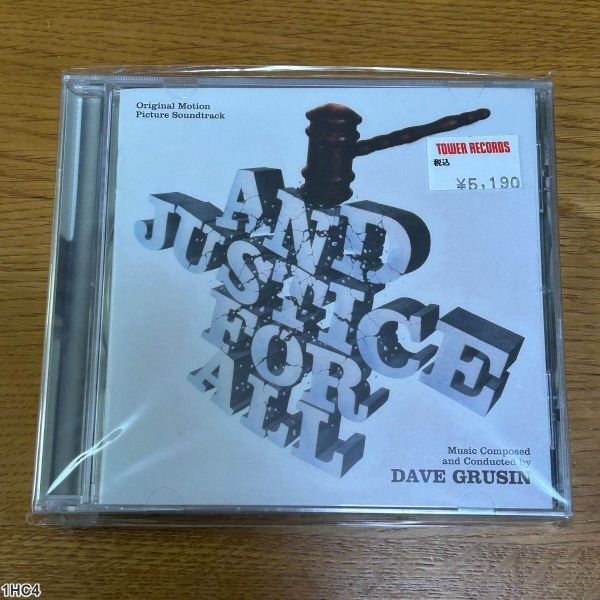 Original Motion
Picture Soundtrack
TOWER RECORDS
税込
¥5,190
AND
JUSTICE
FOR
ALL
Music Composed
and Conducted by
DAVE GRUSIN
1HC4